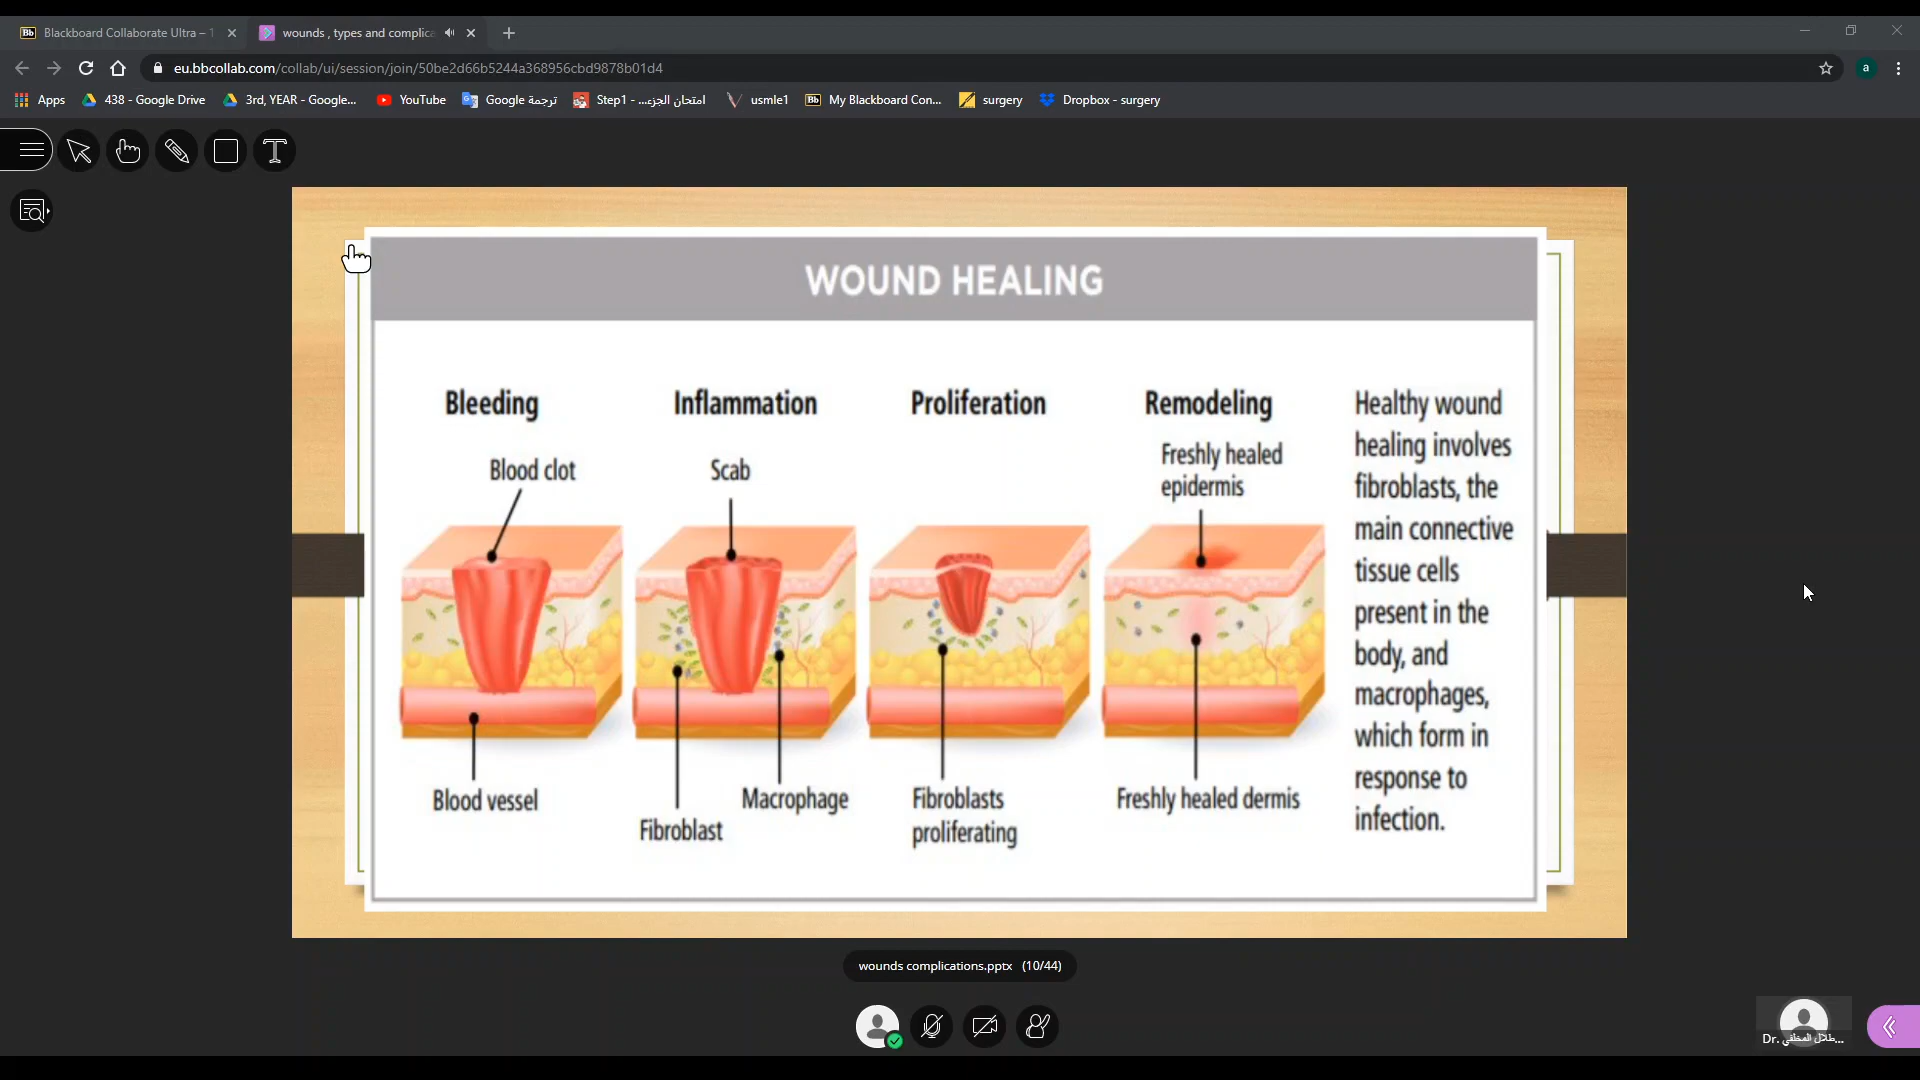 Blackboard Collaborate Ultra – 1
wounds , types and complica
eu.bbcollab.com/collab/ui/session/join/50be2d66b5244a368956cbd9878b01d4
a
Apps
438 - Google Drive
3rd, YEAR - Google...
YouTube
Google ترجمة
Step1 - ...امتحان الجزء
usmle1
Bb My Blackboard Con...
surgery
Dropbox - surgery
WOUND HEALING
Bleeding
Inflammation
Proliferation
Remodeling
Blood clot
Scab
Freshly healed
epidermis
Blood vessel
Fibroblast
Macrophage
Fibroblasts
proliferating
Freshly healed dermis
Healthy wound
healing involves
fibroblasts, the
main connective
tissue cells
present in the
body, and
macrophages,
which form in
response to
infection.
wounds complications.pptx (10/44)
Dr. طلال